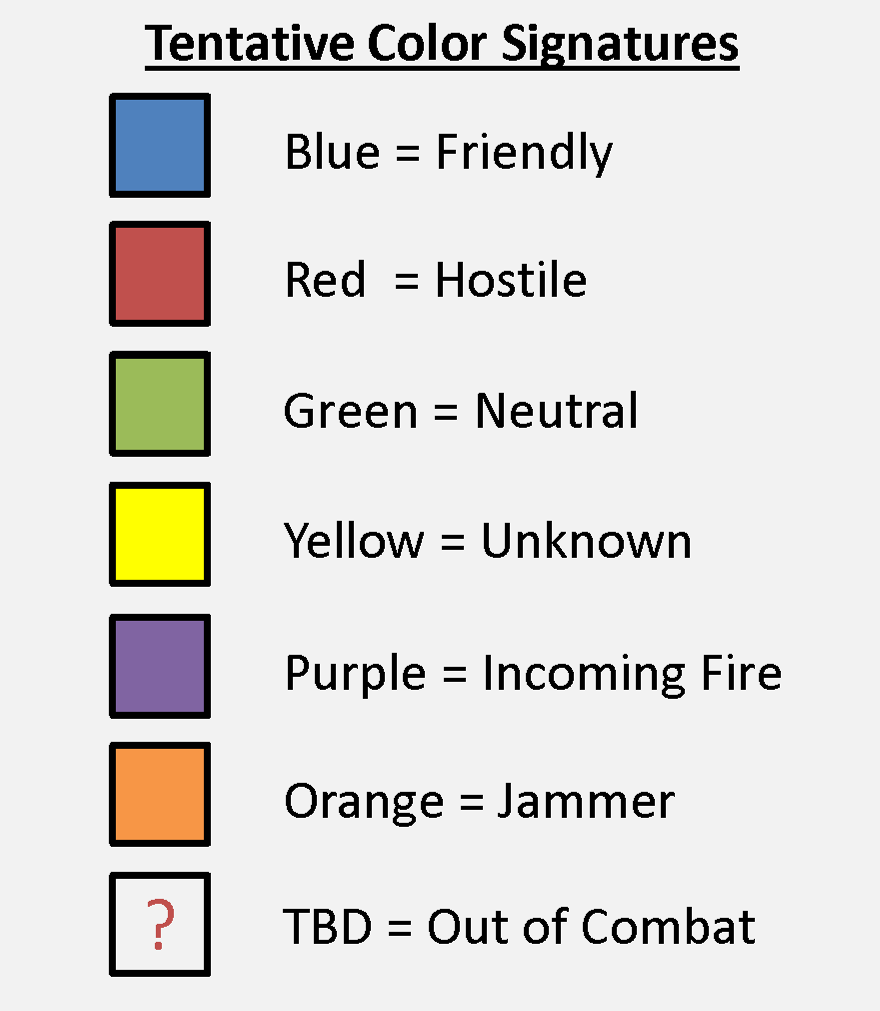 Tentative Color Signatures
Blue = Friendly
Red  = Hostile
Green = Neutral
Yellow = Unknown
Purple = Incoming Fire
Orange = Jammer
? TBD = Out of Combat